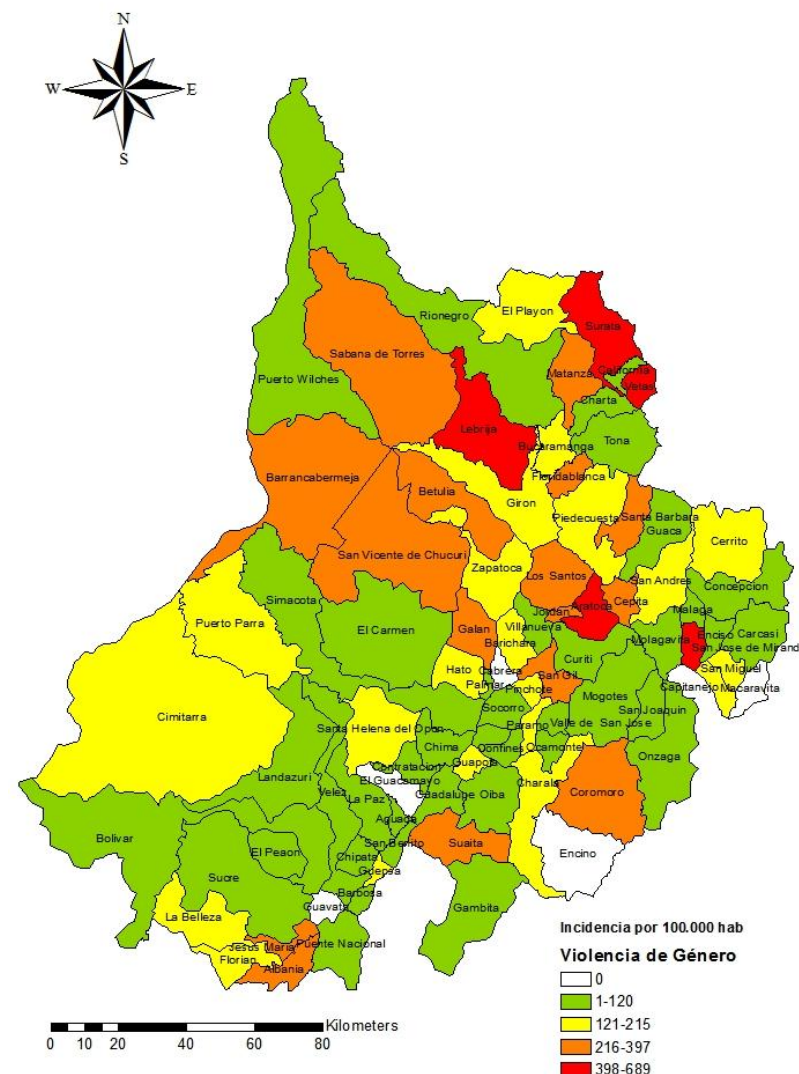 N
W
E
S
El Playon
Surata
Rionegro
Sabana de Torres
Matanza
California
Vetas
Puerto Wilches
Charta
Lebrija
Bucaramanga
Tona
Barrancabermeja
Betulia
Floridablanca
Giron
Piedecuesta
Santa Barbara
Guaca
Cerrito
San Vicente de Chucuri
Zapatoca
Los Santos
San Andres
Concepcion
Simacota
Aratoca
Cepita
Jordan
Malaga
Puerto Parra
El Carmen
Galan
Villanueva
Molagavita
Enciso
Carcasi
Barichara
San Jose de Mirand
Hato
Cabrera
Curiti
San Miguel
Palmar
San Gil
Capitanejo
Macaravita
Pinchote
Mogotes
Cimitarra
Socorro
San Joaquin
Santa Helena del Opon
Paramo
Valle de San Jose
Chima
Confines
Ocamonte
Onzaga
Contratacion
Guapota
Landazuri
El Guacamayo
Charala
Velez
La Paz
Guadalupe
Oiba
Coromoro
Aguada
Bolivar
San Benito
Suaita
El Peaon
Chipata
Encino
Sucre
Guepsa
Barbosa
Guavata
Gambita
La Belleza
Jesus Maria
Puente Nacional
Florian
Albania
Incidencia por 100.000 hab
Violencia de Género
0
1-120
121-215
216-397
398-689
Kilometers
0 10 20 40 60 80